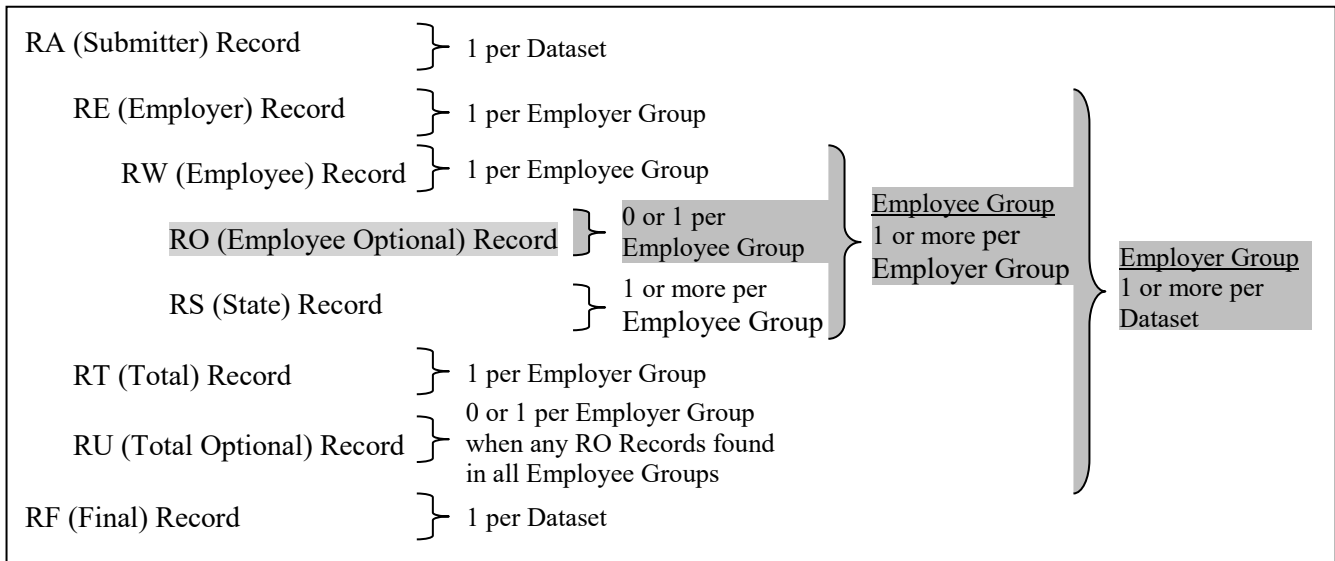 RA (Submitter) Record
1 per Dataset
RE (Employer) Record
1 per Employer Group
RW (Employee) Record
1 per Employee Group
RO (Employee Optional) Record
0 or 1 per
Employee Group
RS (State) Record
1 or more per
Employee Group
Employee Group
1 or more per
Employer Group
Employer Group
1 or more per
Dataset
RT (Total) Record
1 per Employer Group
RU (Total Optional) Record
0 or 1 per Employer Group
when any RO Records found
in all Employee Groups
RF (Final) Record
1 per Dataset